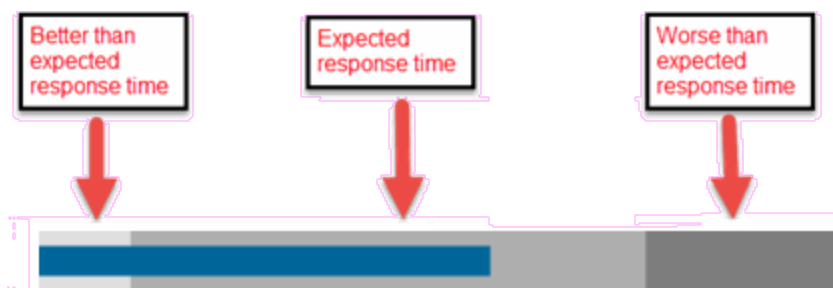 Better than
expected
response time
Expected
response time
Worse than
expected
response time